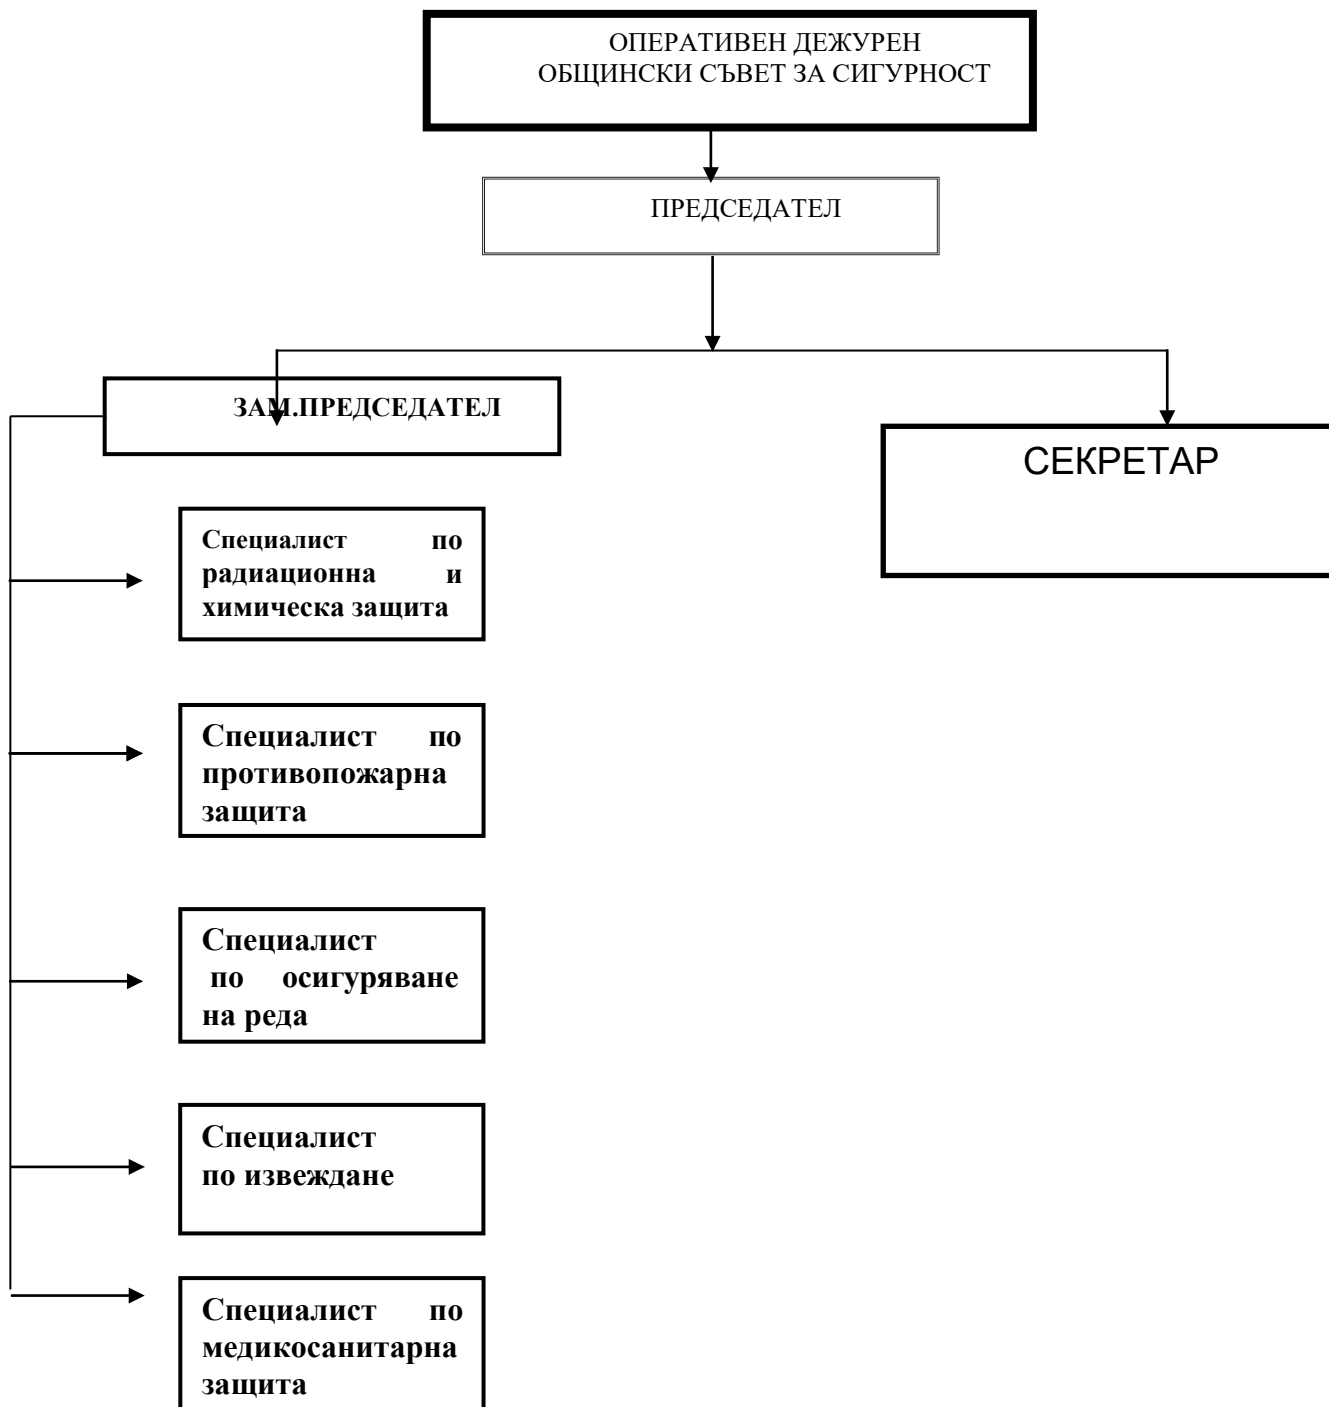 ОПЕРАТИВЕН ДЕЖУРЕН
ОБЩИНСКИ СЪВЕТ ЗА СИГУРНОСТ
ПРЕДСЕДАТЕЛ
ЗАМ.ПРЕДСЕДАТЕЛ
СЕКРЕТАР
Специалист по
радиационна и
химическа защита
Специалист по
противопожарна
защита
Специалист
по осигуряване
на реда
Специалист
по извеждане
Специалист по
медикосанитарна
защита